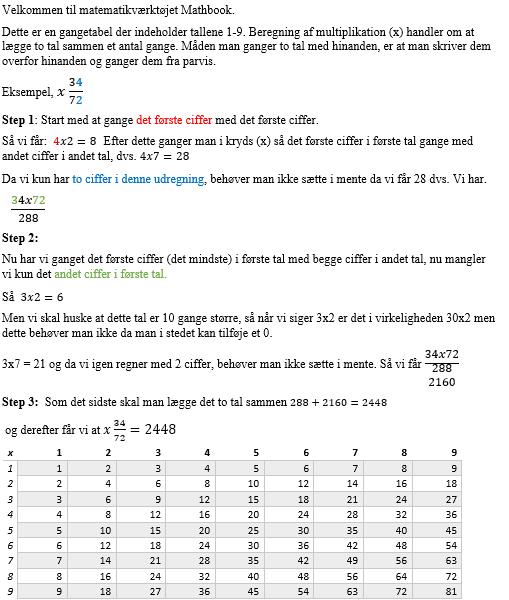 Velkommen til matematikværktøjet Mathbook.
Dette er en gangetabel der indeholder tallene 1-9. Beregning af multiplikation (x) handler om at
lægge to tal sammen et antal gange. Måden man ganger to tal med hinanden, er at man skriver dem
overfor hinanden og ganger dem fra parvis.
Eksempel, x 34/72
Step 1: Start med at gange det første ciffer med det første ciffer.
Så vi får: 4x2 = 8 Efter dette ganger man i kryds (x) så det første ciffer i første tal gange med
andet ciffer i andet tal, dvs. 4x7 = 28
Da vi kun har to ciffer i denne udregning, behøver man ikke sætte i mente da vi får 28 dvs. Vi har.
34x72
288
Step 2:
Nu har vi ganget det første ciffer (det mindste) i første tal med begge ciffer i andet tal, nu mangler
vi kun det andet ciffer i første tal.
Så 3x2 = 6
Men vi skal huske at dette tal er 10 gange større, så når vi siger 3x2 er det i virkeligheden 30x2 men
dette behøver man ikke da man i stedet kan tilføje et 0.
3x7 = 21 og da vi igen regner med 2 ciffer, behøver man ikke sætte i mente. Så vi får 34x72
288
2160
Step 3: Som det sidste skal man lægge det to tal sammen 288 + 2160 = 2448
og derefter får vi at x 34/72 = 2448
x 1 2 3 4 5 6 7 8 9
1 1 2 3 4 5 6 7 8 9
2 2 4 6 8 10 12 14 16 18
3 3 6 9 12 15 18 21 24 27
4 4 8 12 16 20 24 28 32 36
5 5 10 15 20 25 30 35 40 45
6 6 12 18 24 30 36 42 48 54
7 7 14 21 28 35 42 49 56 63
8 8 16 24 32 40 48 56 64 72
9 9 18 27 36 45 54 63 72 81